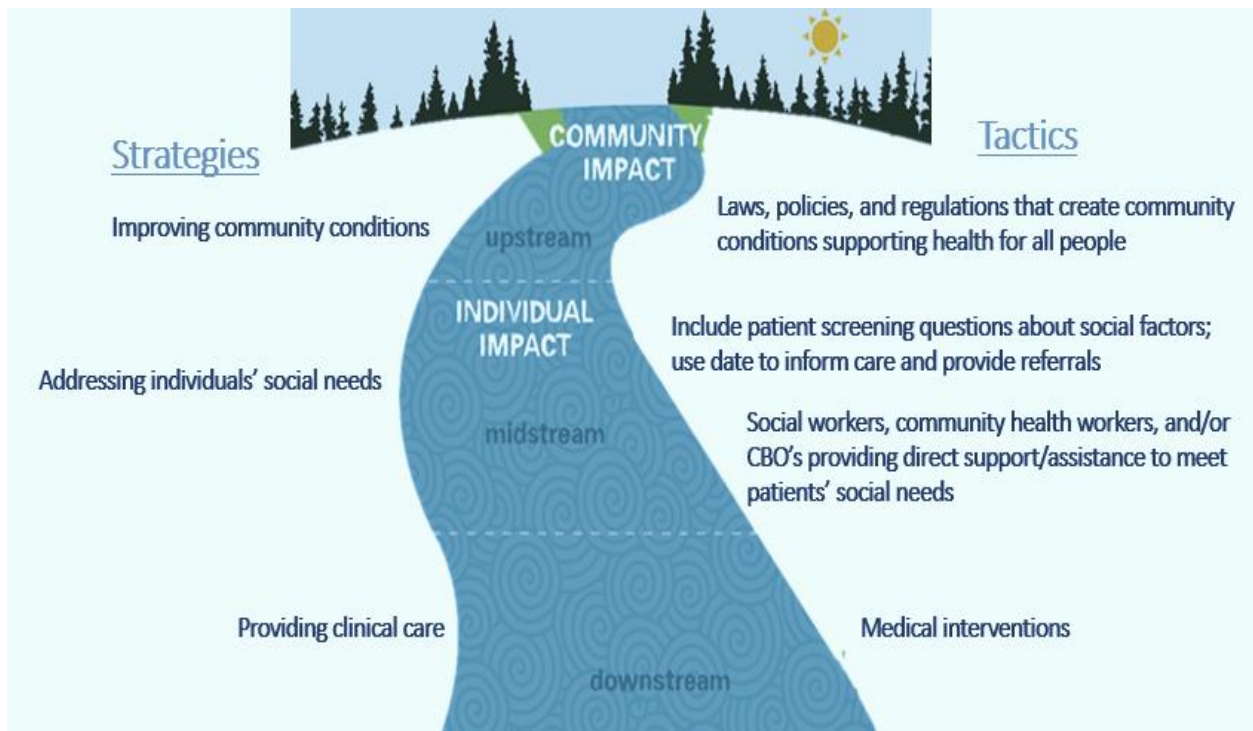 Strategies
Tactics
COMMUNITY
IMPACT
Improving community conditions
upstream
Laws, policies, and regulations that create community
conditions supporting health for all people
INDIVIDUAL
IMPACT
Addressing individuals’ social needs
midstream
Include patient screening questions about social factors;
use date to inform care and provide referrals
Social workers, community health workers, and/or
CBO’s providing direct support/assistance to meet
patients’ social needs
Providing clinical care
downstream
Medical interventions